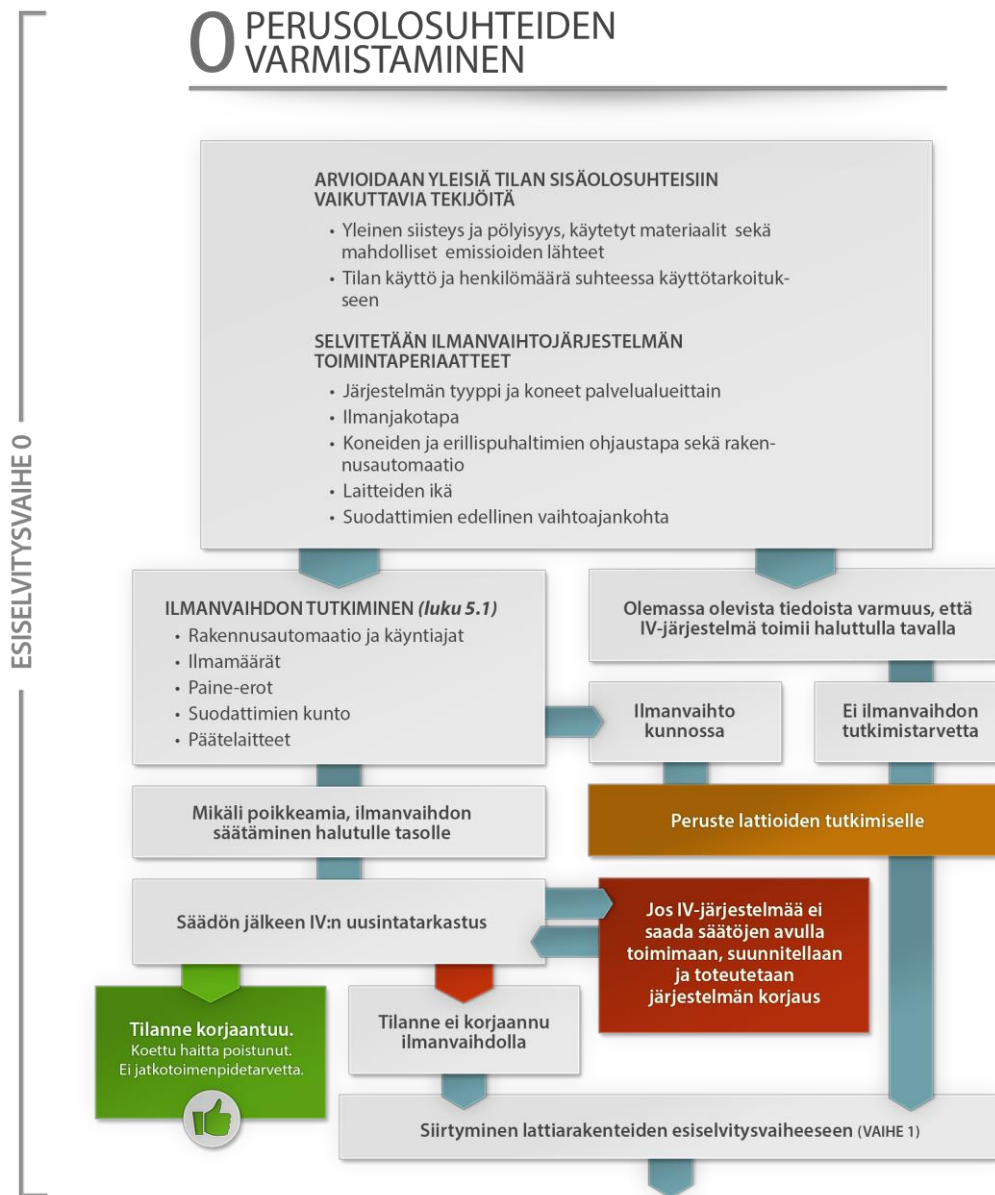 0 PERUSOLOSUHTEIDEN
VARMISTAMINEN
ESISELVITYSVAIHE 0
ARVIOIDAAN YLEISIÄ TILAN SISÄOLOSUHTEISIIN
VAIKUTTAVIA TEKIJÖITÄ
• Yleinen siisteys ja pölyisyys, käytetyt materiaalit sekä
mahdolliset emissioiden lähteet
• Tilan käyttö ja henkilömäärä suhteessa käyttötarkoituk-
seen
SELVITETÄÄN ILMANVAIHTOJÄRJESTELMÄN
TOIMINTAPERIAATTEET
• Järjestelmän tyyppi ja koneet palvelualueittain
• Ilmanjakotapa
• Koneiden ja erillispuhaltimien ohjaustapa sekä raken-
nusautomaatio
• Laitteiden ikä
• Suodattimien edellinen vaihtoajankohta
ILMANVAIHDON TUTKIMINEN (luku 5.1)
• Rakennusautomaatio ja käyntiajat
• Ilmamäärät
• Paine-erot
• Suodattimien kunto
• Päätelaitteet
Olemassa olevista tiedoista varmuus, että
IV-järjestelmä toimii haluttulla tavalla
Ilmanvaihto
kunnossa
Ei ilmanvaihdon
tutkimistarvetta
Mikäli poikkeamia, ilmanvaihdon
säätäminen halutulle tasolle
Peruste lattioiden tutkimiselle
Säädön jälkeen IV:n uusintatarkastus
Jos IV-järjestelmää ei
saada säätöjen avulla
toimimaan, suunnitellaan
ja toteutetaan
järjestelmän korjaus
Tilanne korjaantuu.
Koettu haitta poistunut.
Ei jatkotoimenpidetarvetta.
Tilanne ei korjaannu
ilmanvaihdolla
Siirtyminen lattiarakenteiden esiselvitysvaiheeseen (VAIHE 1)